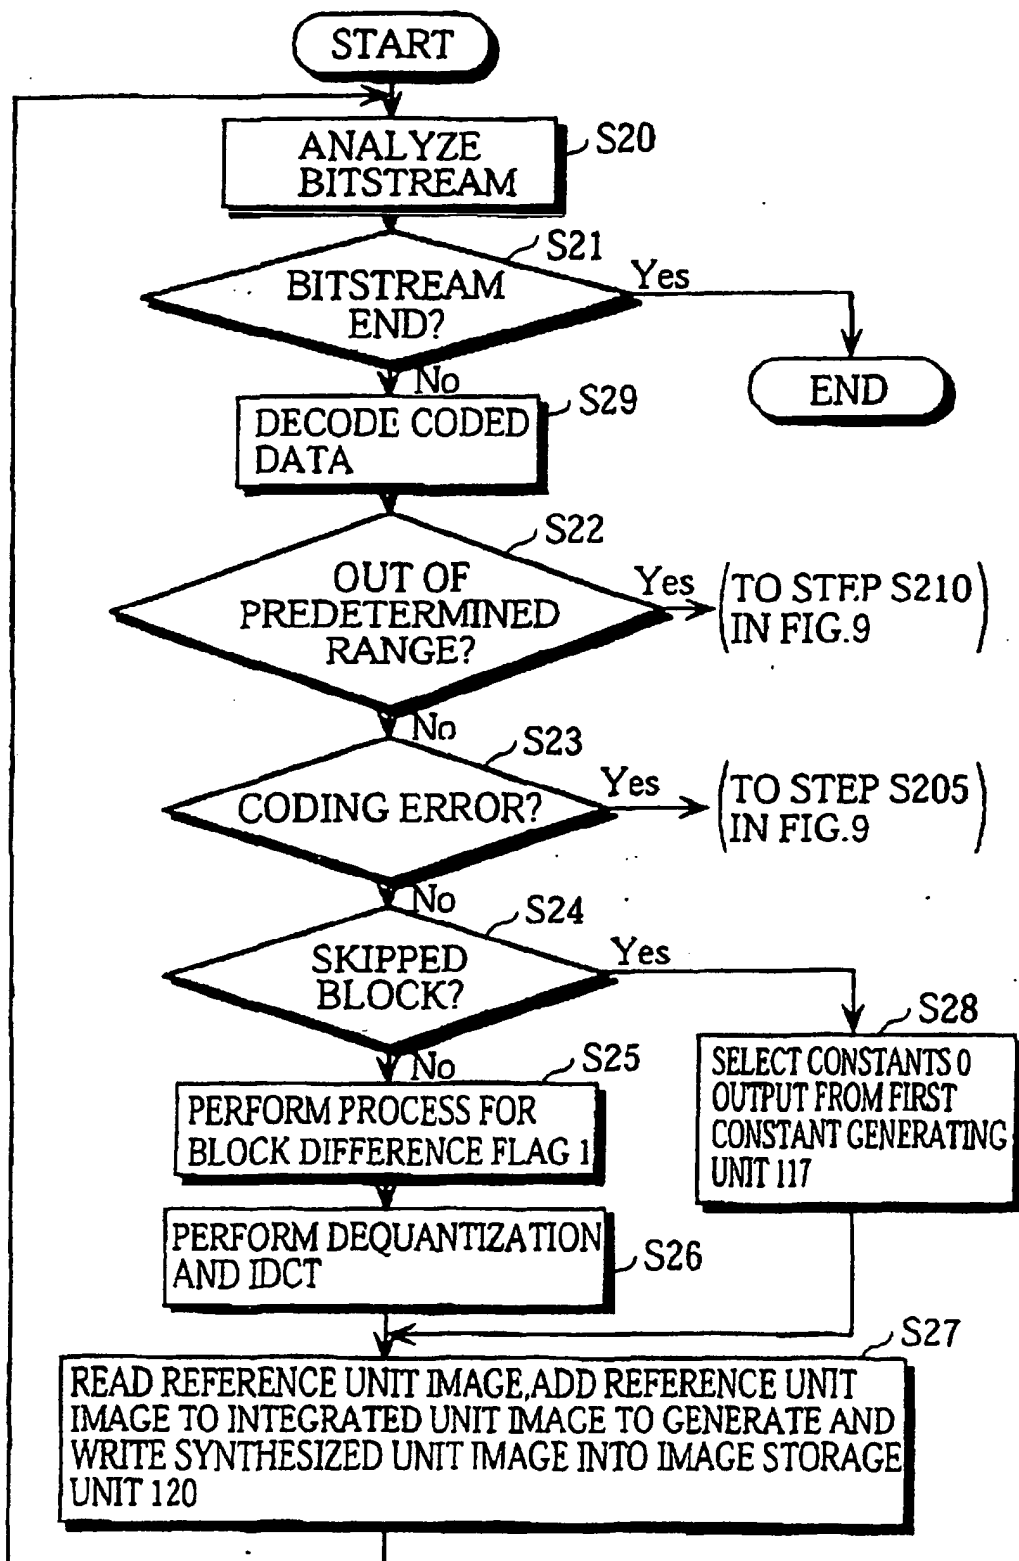 START
S20
ANALYZE
BITSTREAM
S21
BITSTREAM
END?
Yes
END
No
S29
DECODE CODED
DATA
S22
OUT OF
PREDETERMINED
RANGE?
Yes
(TO STEP S210
IN FIG.9)
No
S23
CODING ERROR?
Yes
(TO STEP S205
IN FIG.9)
No
S24
SKIPPED
BLOCK?
Yes
S28
SELECT CONSTANTS 0
OUTPUT FROM FIRST
CONSTANT GENERATING
UNIT 117
No
S25
PERFORM PROCESS FOR
BLOCK DIFFERENCE FLAG 1
PERFORM DEQUANTIZATION
AND IDCT
S26
S27
READ REFERENCE UNIT IMAGE,ADD REFERENCE UNIT
IMAGE TO INTEGRATED UNIT IMAGE TO GENERATE AND
WRITE SYNTHESIZED UNIT IMAGE INTO IMAGE STORAGE
UNIT 120